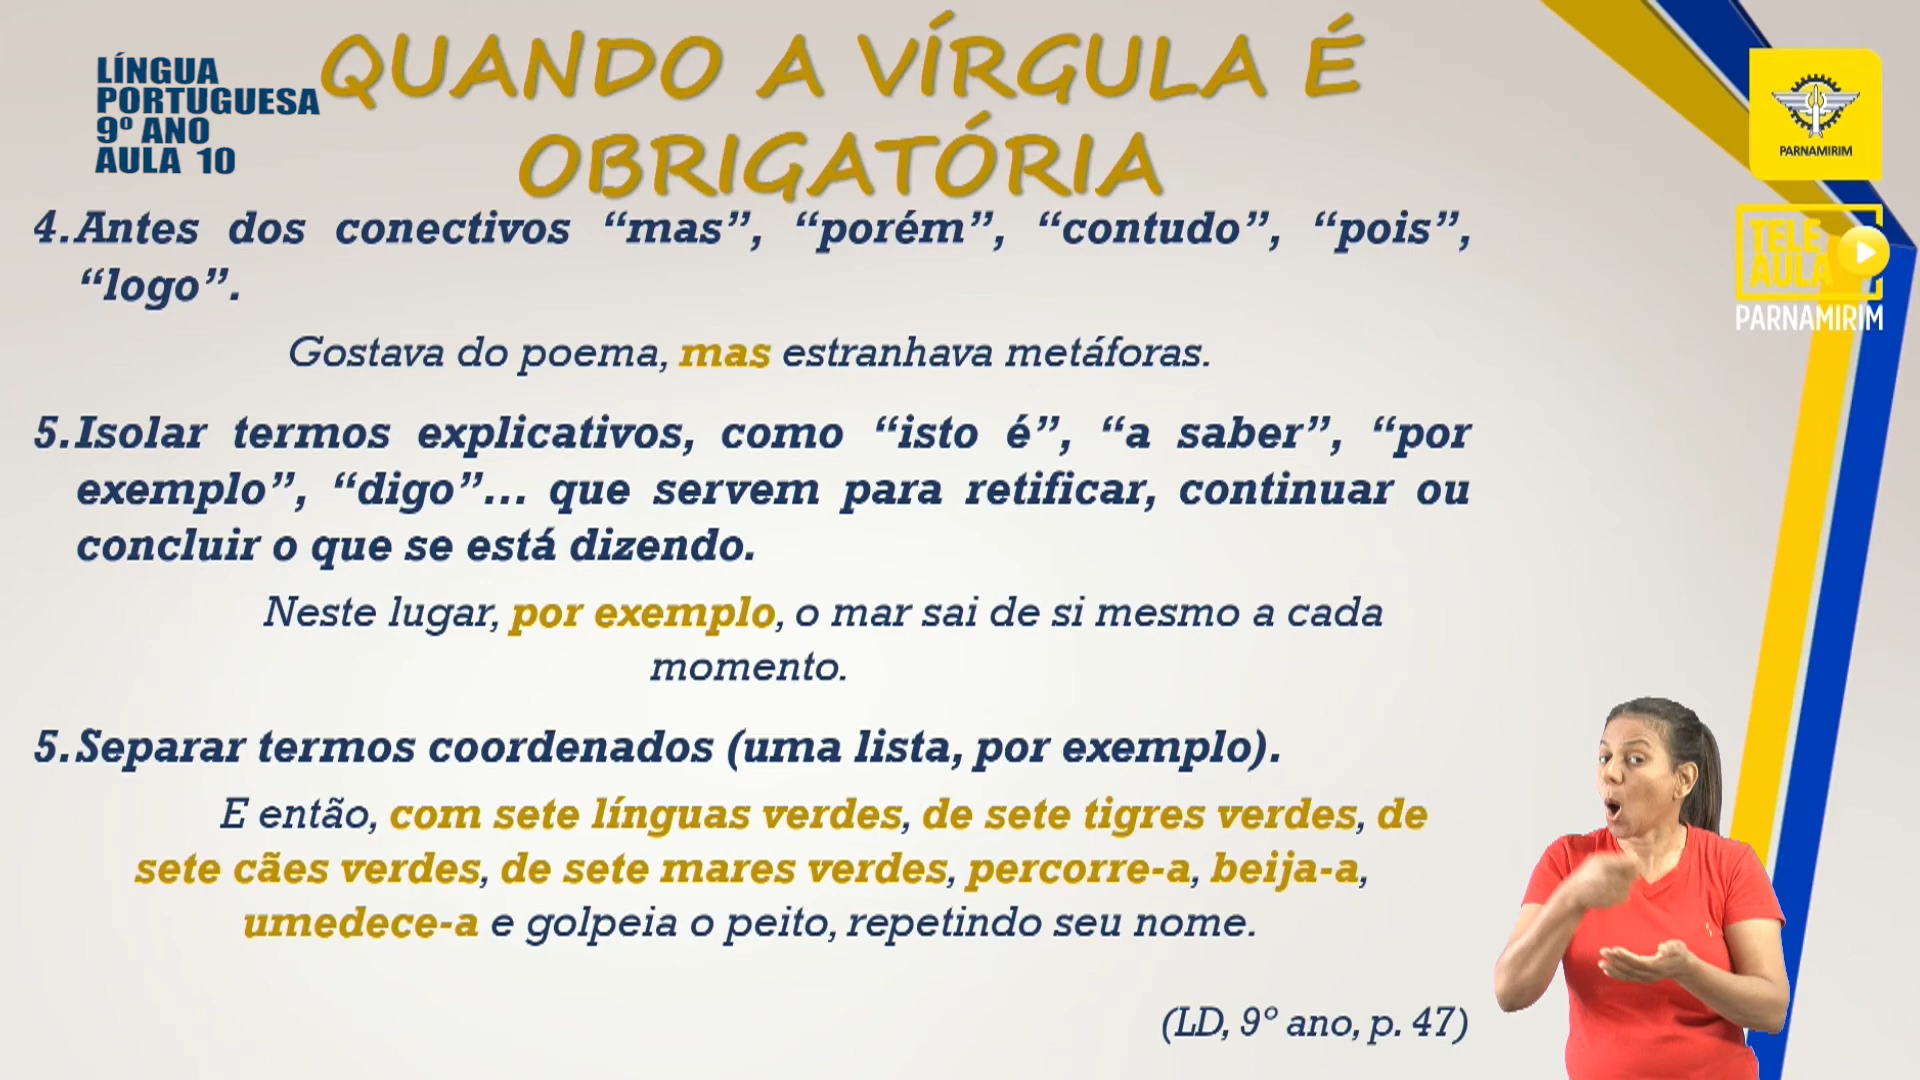 LÍNGUA
PORTUGUESA
9º ANO
AULA 10
QUANDO A VÍRGULA É
OBRIGATÓRIA
PARNAMIRIM
TELE
AULA
PARNAMIRIM
4. Antes dos conectivos “mas”, “porém”, “contudo”, “pois”,
“logo”.
Gostava do poema, mas estranhava metáforas.
5. Isolar termos explicativos, como “isto é”, “a saber”, “por
exemplo”, “digo”... que servem para retificar, continuar ou
concluir o que se está dizendo.
Neste lugar, por exemplo, o mar sai de si mesmo a cada
momento.
5. Separar termos coordenados (uma lista, por exemplo).
E então, com sete línguas verdes, de sete tigres verdes, de
sete cães verdes, de sete mares verdes, percorre-a, beija-a,
umedece-a e golpeia o peito, repetindo seu nome.
(LD, 9º ano, p. 47)